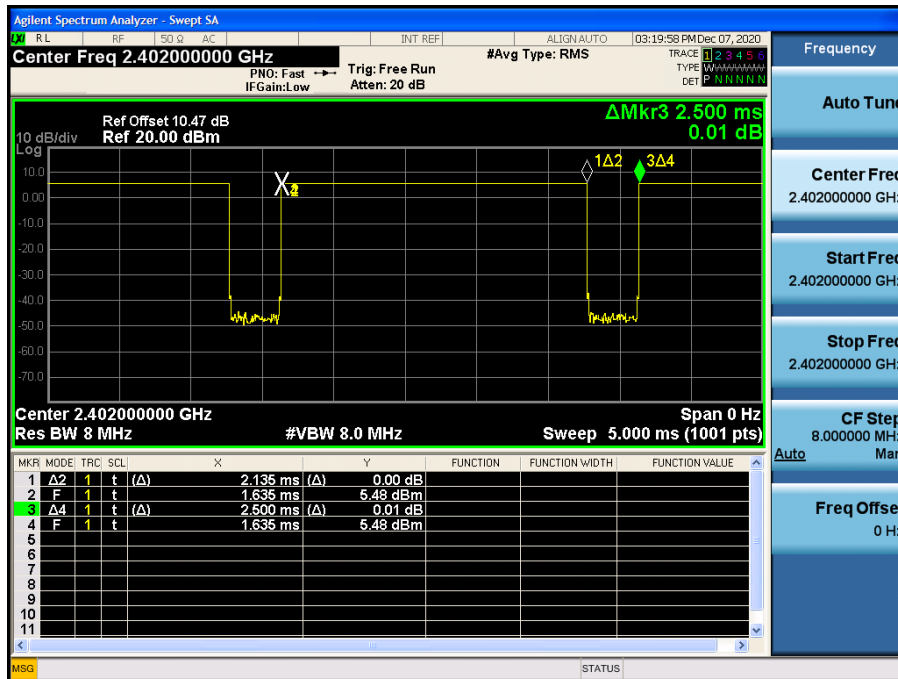 Agilent Spectrum Analyzer - Swept SA
LXI RL RF 50 Ω AC INT REF ALIGN AUTO 03:19:58 PM Dec 07, 2020
Center Freq 2.402000000 GHz
PNO: Fast
IFGain:Low
Trig: Free Run
Atten: 20 dB
#Avg Type: RMS
TRACE 1 2 3 4 5 6
TYPE WWWWWW
DET P N N N N N
Frequency
Auto Tune
Center Freq
2.402000000 GHz
Start Freq
2.402000000 GHz
Stop Freq
2.402000000 GHz
CF Step
8.000000 MHz
Auto Man
Freq Offset
0 Hz
Ref Offset 10.47 dB
10 dB/div Ref 20.00 dBm
ΔMkr3 2.500 ms
0.01 dB
Log
10.0
0.00
-10.0
-20.0
-30.0
-40.0
-50.0
-60.0
-70.0
1Δ2
3Δ4
Center 2.402000000 GHz Span 0 Hz
Res BW 8 MHz #VBW 8.0 MHz Sweep 5.000 ms (1001 pts)
MKR MODE TRC SCL X Y FUNCTION FUNCTION WIDTH FUNCTION VALUE
1 Δ2 1 t (Δ) 2.135 ms (Δ) 0.00 dB
2 F 1 t 1.635 ms 5.48 dBm
3 Δ4 1 t (Δ) 2.500 ms (Δ) 0.01 dB
4 F 1 t 1.635 ms 5.48 dBm
5
6
7
8
9
10
11
MSG STATUS